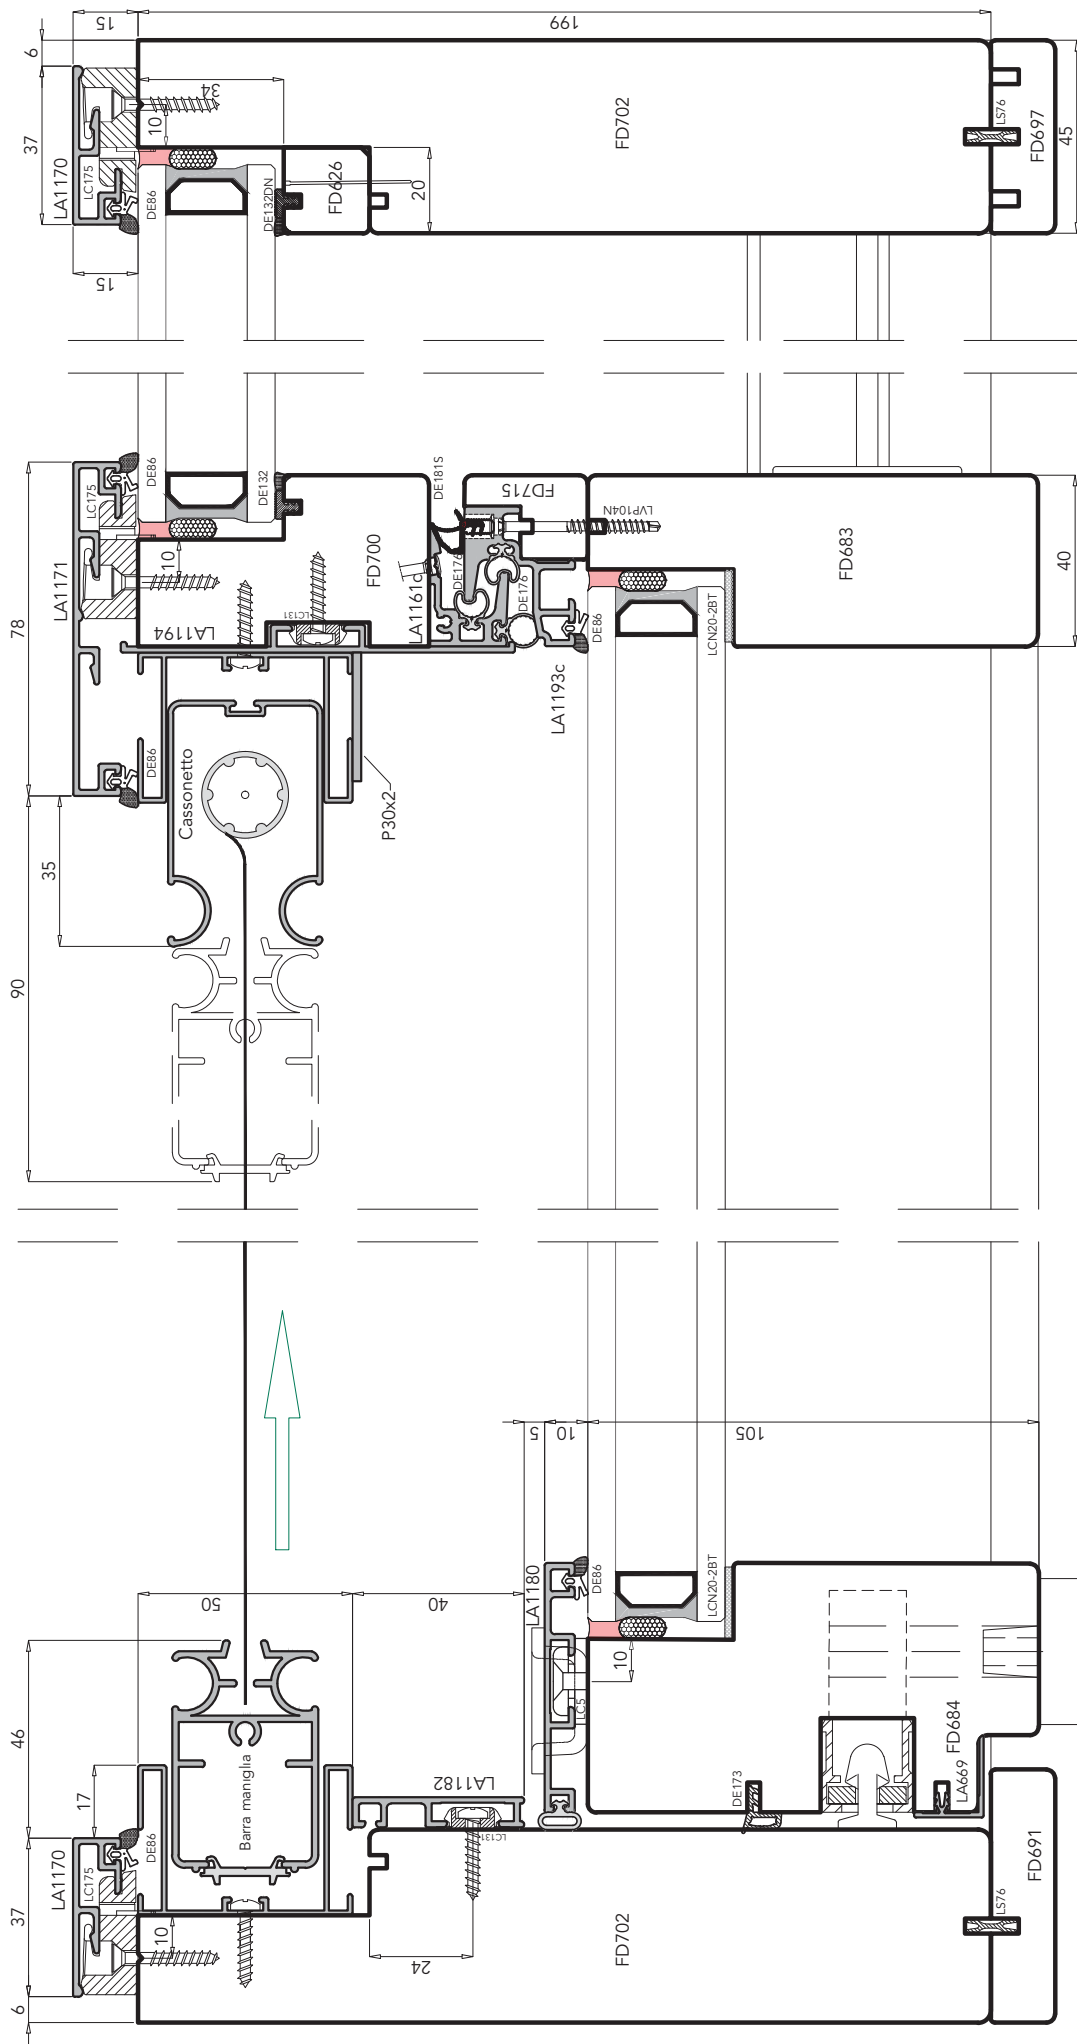 15
199
6
37
LA1170
LC175
34
10
DE86
DE132DN
FD626
20
FD702
LS76
FD697
45
15
78
LA1171
LC175
DE86
DE132
10
LA1194
FD700
LC131
DE181S
FD715
LA1161c
DE176
DE176
LVP104N
FD683
40
DE86
LCN20-2BT
LA1193c
DE86
Cassonetto
P30x2
35
90
5
10
105
50
40
LA1180
DE86
LCN20-2BT
10
LC5
46
17
Barra maniglia
LA1182
LC131
DE173
FD684
LA669
37
LA1170
LC175
DE86
10
24
6
FD702
LS76
FD691